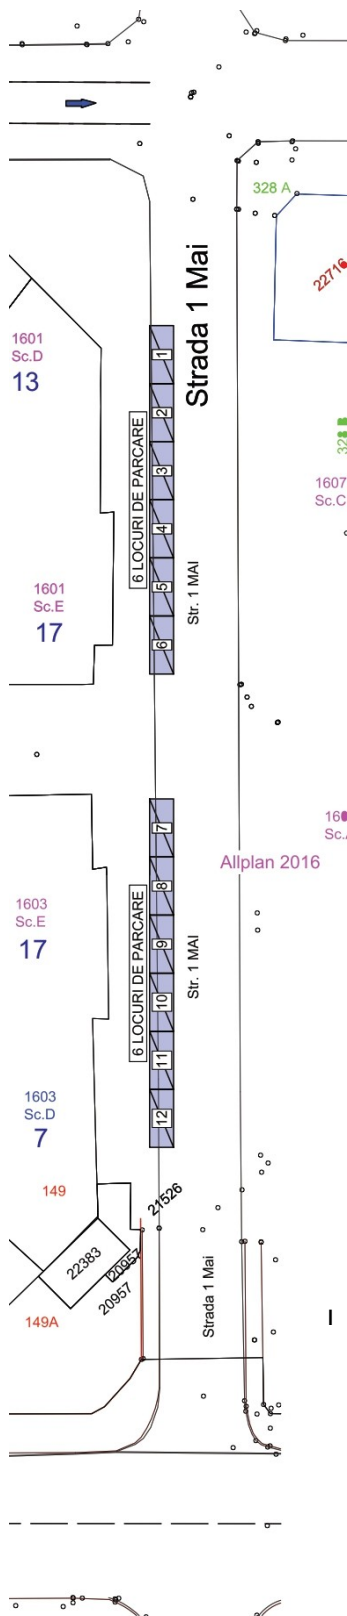 328 A
22716
Strada 1 Mai
1601
Sc.D
13
1
2
3
4
5
6
6 LOCURI DE PARCARE
Str. 1 MAI
1607
Sc.C
1601
Sc.E
17
Allplan 2016
7
8
9
10
11
12
6 LOCURI DE PARCARE
Str. 1 MAI
1603
Sc.E
17
1603
Sc.D
7
149
21526
22383
20957
20957
149A
Strada 1 Mai